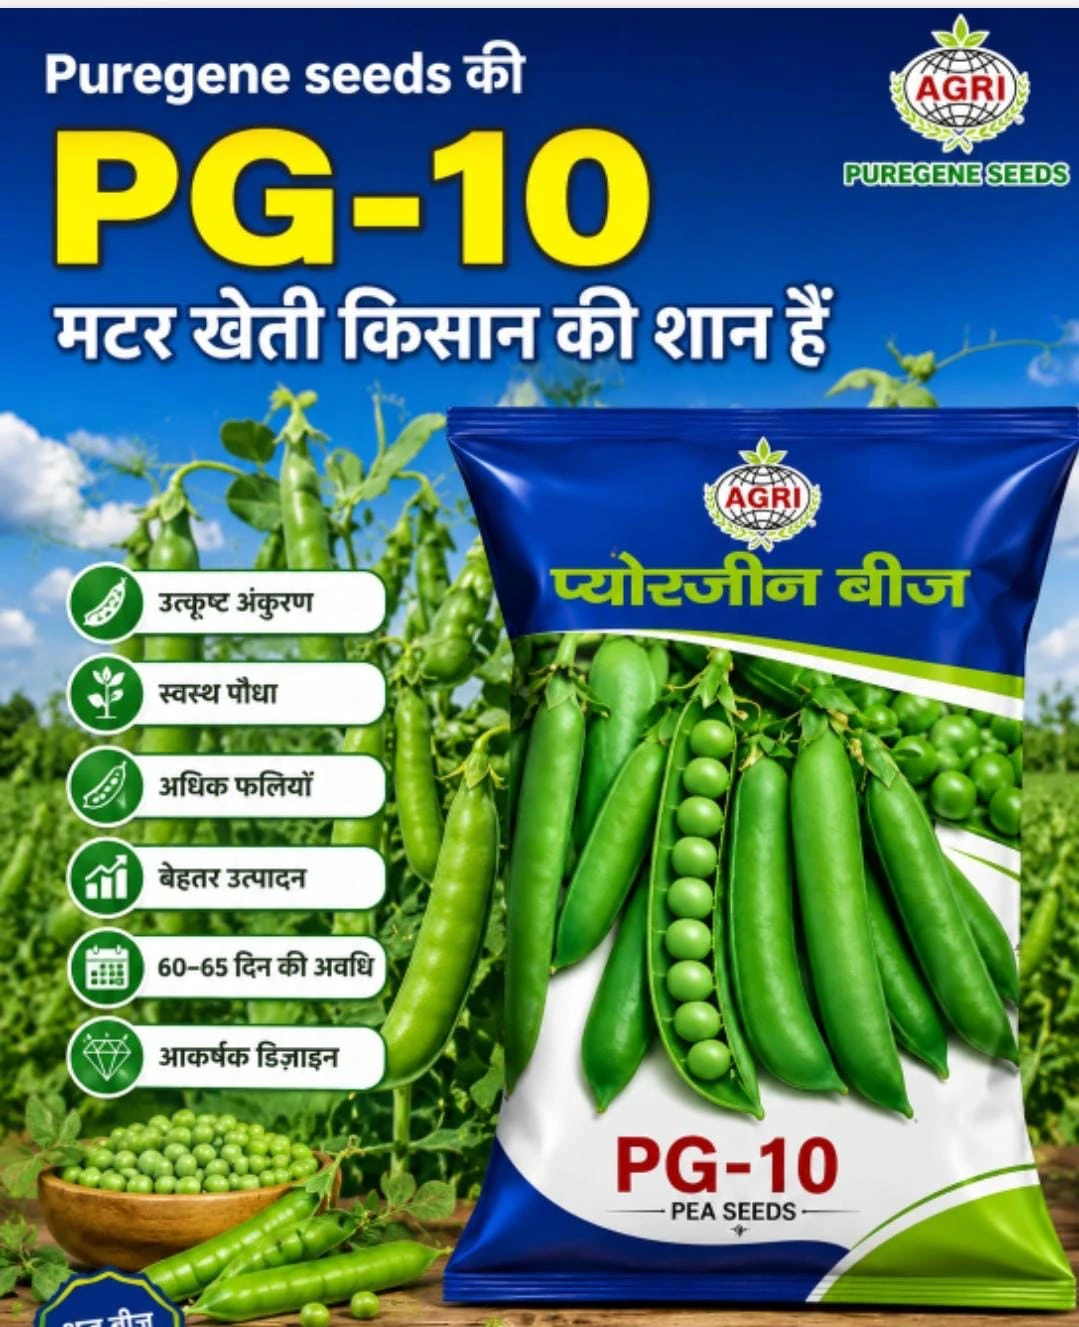 Puregene seeds की
AGRI
PUREGENE SEEDS
PG-10
मटर खेती किसान की शान हैं
AGRI
प्योरजीन बीज
उत्कृष्ट अंकुरण
स्वस्थ पौधा
अधिक फलियाँ
बेहतर उत्पादन
60-65 दिन की अवधि
आकर्षक डिज़ाइन
PG-10
PEA SEEDS
बीज